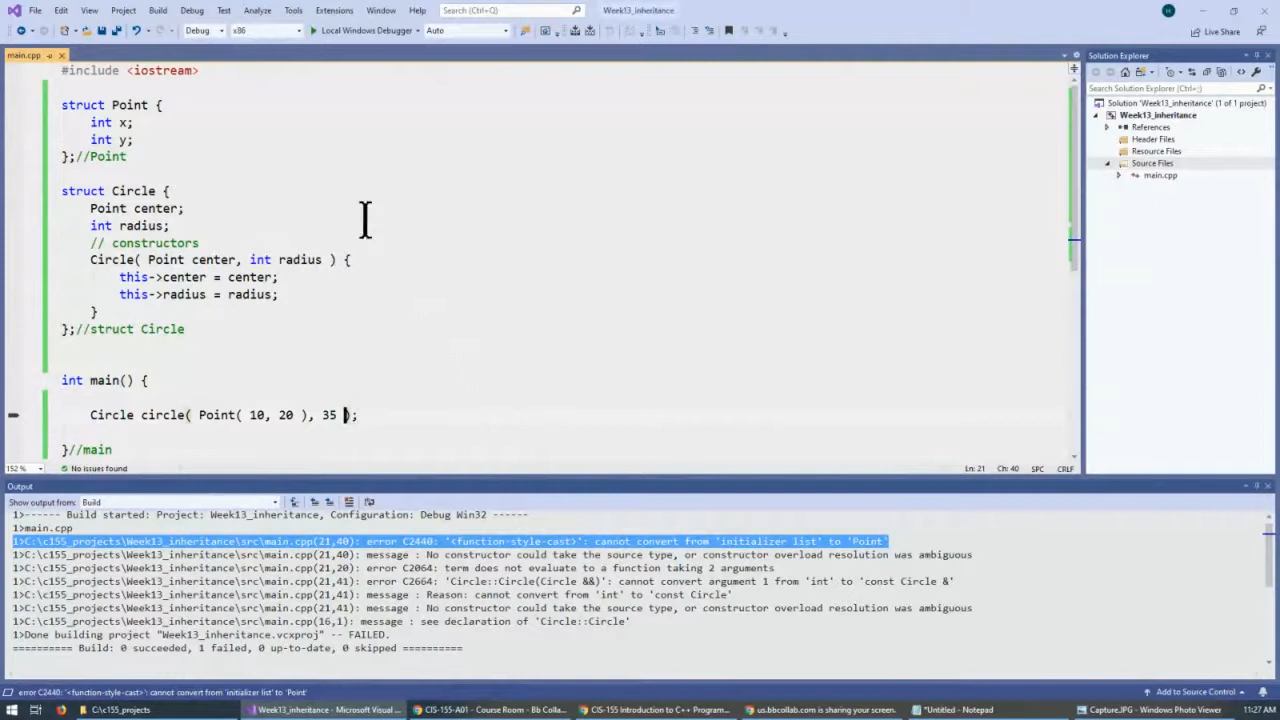 File Edit View Project Build Debug Test Analyze Tools Extensions Window Help Search (Ctrl+;) Week13_inheritance
Debug x86 Local Windows Debugger Auto Live Share
main.cpp
#include <iostream>
struct Point {
int x;
int y;
};//Point
struct Circle {
Point center;
int radius;
// constructors
Circle( Point center, int radius ) {
this->center = center;
this->radius = radius;
}
};//struct Circle
int main() {
Circle circle( Point( 10, 20 ), 35 );
}//main
152 % No issues found Ln: 21 Ch: 40 SPC CRLF
Solution Explorer
Search Solution Explorer (Ctrl+;)
Solution 'Week13_inheritance' (1 of 1 project)
Week13_inheritance
References
Header Files
Resource Files
Source Files
main.cpp
Output
Show output from: Build
1>------ Build started: Project: Week13_inheritance, Configuration: Debug Win32 ------
1>main.cpp
1>C:\c155_projects\Week13_inheritance\src\main.cpp(21,40): error C2440: '<function-style-cast>': cannot convert from 'initializer list' to 'Point'
1>C:\c155_projects\Week13_inheritance\src\main.cpp(21,40): message : No constructor could take the source type, or constructor overload resolution was ambiguous
1>C:\c155_projects\Week13_inheritance\src\main.cpp(21,20): error C2064: term does not evaluate to a function taking 2 arguments
1>C:\c155_projects\Week13_inheritance\src\main.cpp(21,41): error C2664: 'Circle::Circle(Circle &&)': cannot convert argument 1 from 'int' to 'const Circle &'
1>C:\c155_projects\Week13_inheritance\src\main.cpp(21,41): message : Reason: cannot convert from 'int' to 'const Circle'
1>C:\c155_projects\Week13_inheritance\src\main.cpp(21,41): message : No constructor could take the source type, or constructor overload resolution was ambiguous
1>C:\c155_projects\Week13_inheritance\src\main.cpp(16,1): message : see declaration of 'Circle::Circle'
1>Done building project "Week13_inheritance.vcxproj" -- FAILED.
========== Build: 0 succeeded, 1 failed, 0 up-to-date, 0 skipped ==========
error C2440: '<function-style-cast>': cannot convert from 'initializer list' to 'Point' Add to Source Control
C:\c155_projects Week13_inheritance - Microsoft Visual ... CIS-155-A01 - Course Room - Bb Colla... CIS 155 Introduction to C++ Program... us.bbcollab.com is sharing your screen. *Untitled - Notepad Capture.JPG - Windows Photo Viewer 11:27 AM